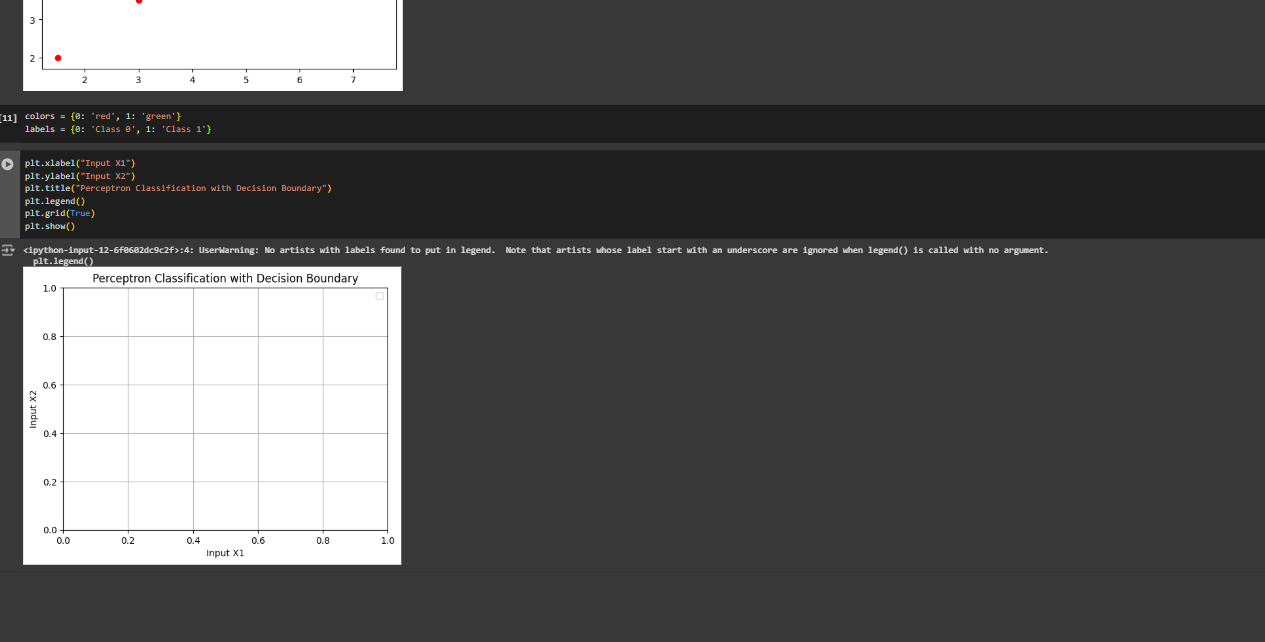 3
2
2 3 4 5 6 7
[11] colors = {0: 'red', 1: 'green'}
labels = {0: 'Class 0', 1: 'Class 1'}
plt.xlabel("Input X1")
plt.ylabel("Input X2")
plt.title("Perceptron Classification with Decision Boundary")
plt.legend()
plt.grid(True)
plt.show()
<ipython-input-12-6f0602dc9c2f>:4: UserWarning: No artists with labels found to put in legend.  Note that artists whose label start with an underscore are ignored when legend() is called with no argument.
plt.legend()
Perceptron Classification with Decision Boundary
1.0
0.8
0.6
0.4
0.2
0.0
Input X2
0.0 0.2 0.4 0.6 0.8 1.0
Input X1